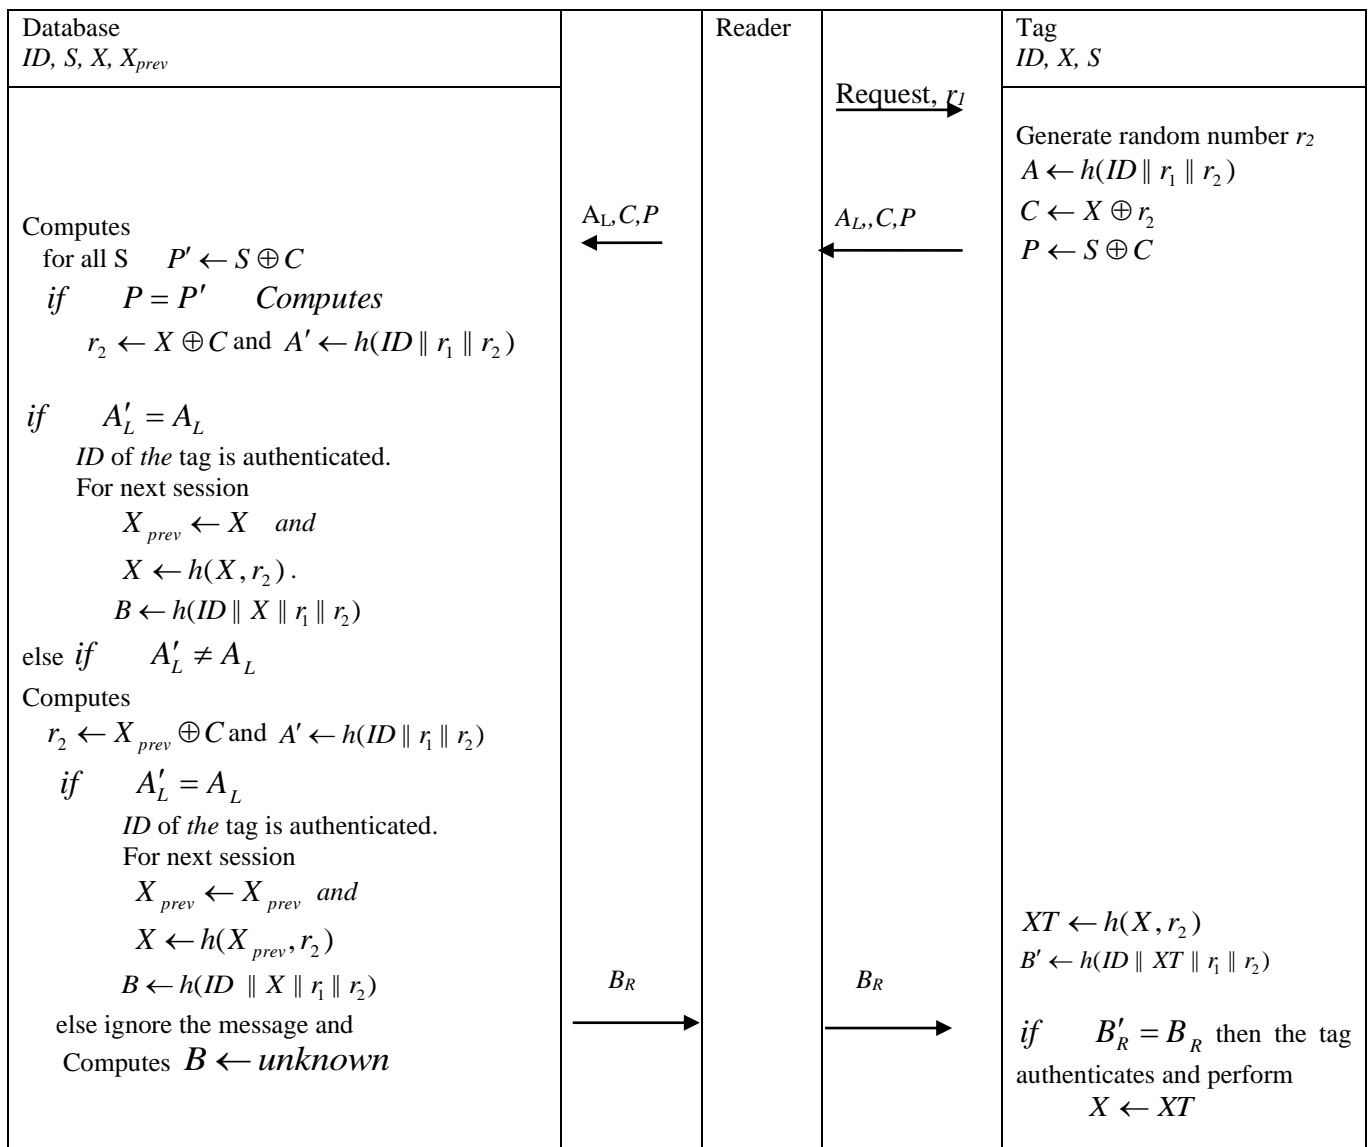 Database
ID, S, X, X_prev
Reader
Tag
ID, X, S
Request, r_1
Generate random number r_2
A ← h(ID ∥ r_1 ∥ r_2)
C ← X ⊕ r_2
P ← S ⊕ C
A_L,,C,P
A_L,C,P
Computes
for all S P′ ← S ⊕ C
if P = P′ Computes
r_2 ← X ⊕ C and A′ ← h(ID ∥ r_1 ∥ r_2)
if A′_L = A_L
ID of the tag is authenticated.
For next session
X_prev ← X and
X ← h(X, r_2).
B ← h(ID ∥ X ∥ r_1 ∥ r_2)
else if A′_L ≠ A_L
Computes
r_2 ← X_prev ⊕ C and A′ ← h(ID ∥ r_1 ∥ r_2)
if A′_L = A_L
ID of the tag is authenticated.
For next session
X_prev ← X_prev and
X ← h(X_prev, r_2)
B ← h(ID ∥ X ∥ r_1 ∥ r_2)
else ignore the message and
Computes B ← unknown
B_R
B_R
XT ← h(X, r_2)
B′ ← h(ID ∥ XT ∥ r_1 ∥ r_2)
if B′_R = B_R then the tag
authenticates and perform
X ← XT